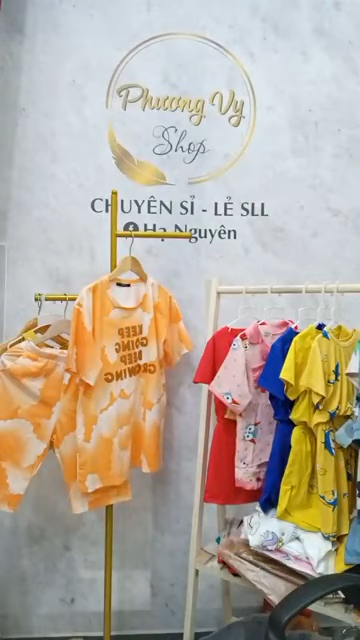 Phương Vy
Shop
CHUYÊN SỈ - LẺ SLL
Hạ Nguyên
KEEP
GOING
KEEP
GROWING